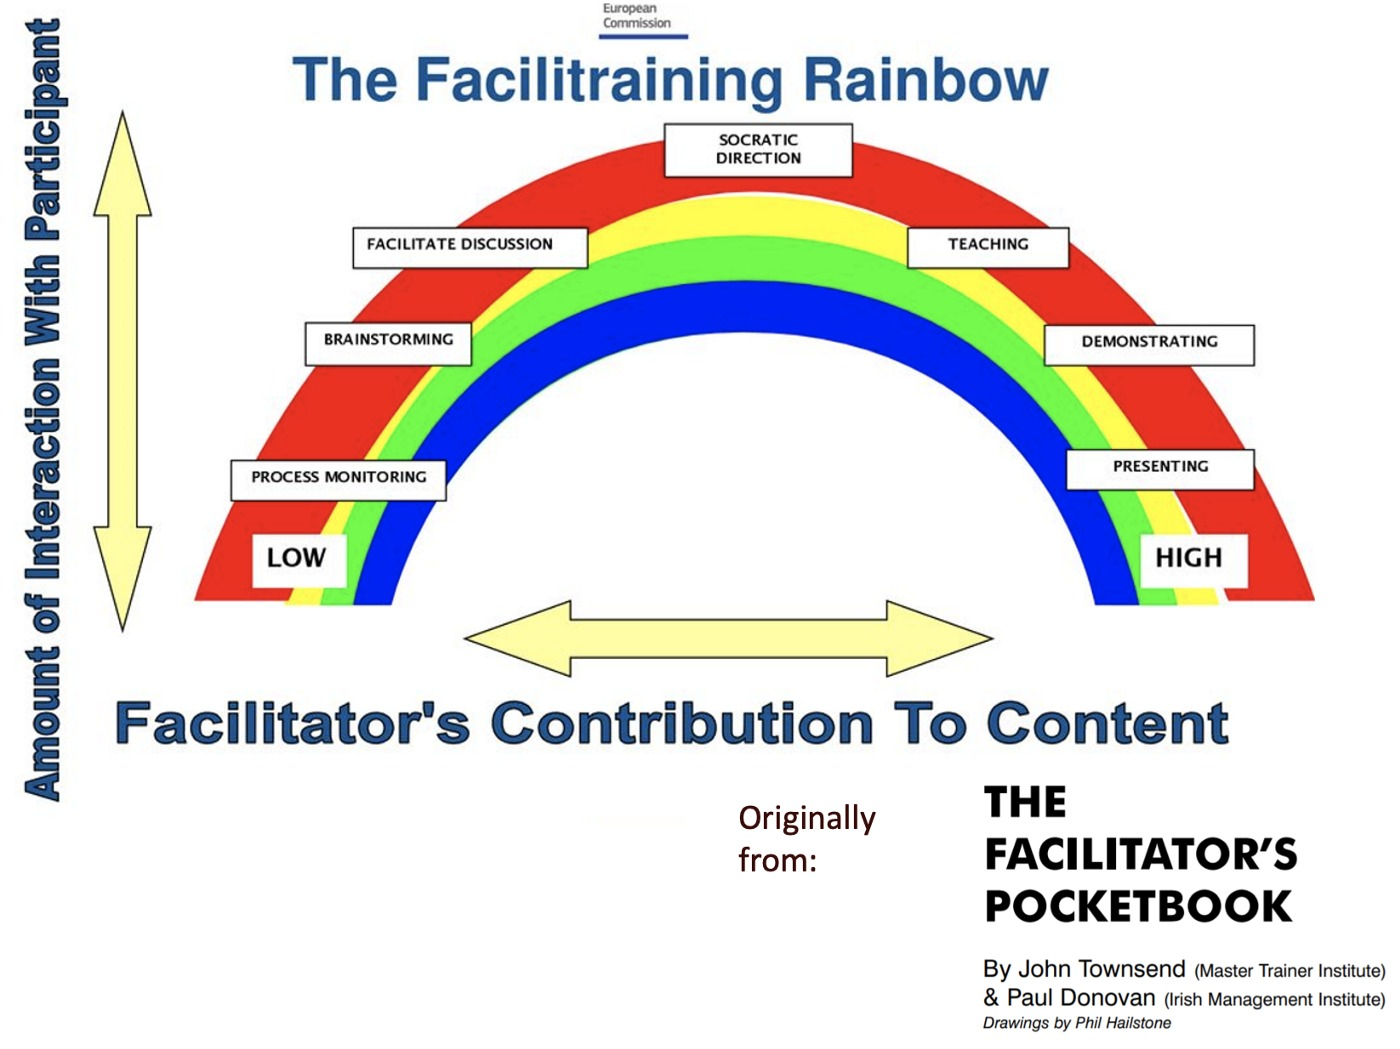 European
Commission
The Facilitraining Rainbow
Amount of Interaction With Participant
SOCRATIC
DIRECTION
FACILITATE DISCUSSION
TEACHING
BRAINSTORMING
DEMONSTRATING
PROCESS MONITORING
PRESENTING
LOW
HIGH
Facilitator's Contribution To Content
Originally
from:
THE
FACILITATOR’S
POCKETBOOK
By John Townsend (Master Trainer Institute)
& Paul Donovan (Irish Management Institute)
Drawings by Phil Hailstone